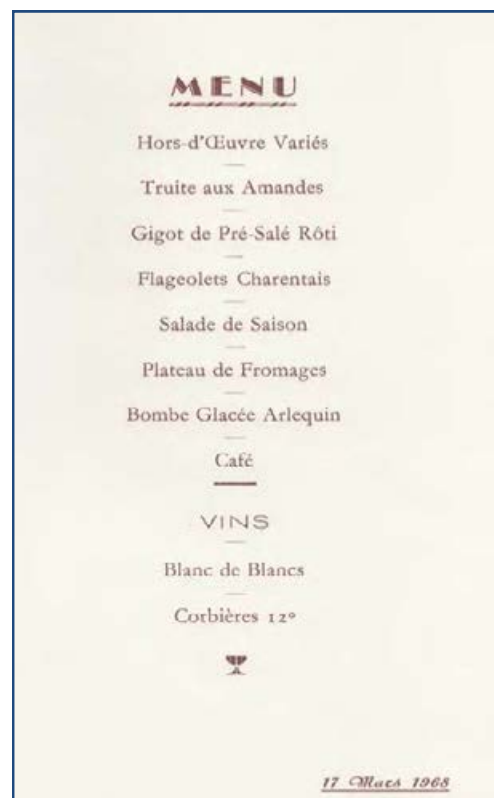 MENU
Hors-d'Œuvre Variés
Truite aux Amandes
Gigot de Pré-Salé Rôti
Flageolets Charentais
Salade de Saison
Plateau de Fromages
Bombe Glacée Arlequin
Café
VINS
Blanc de Blancs
Corbières 12°
17 Mars 1968